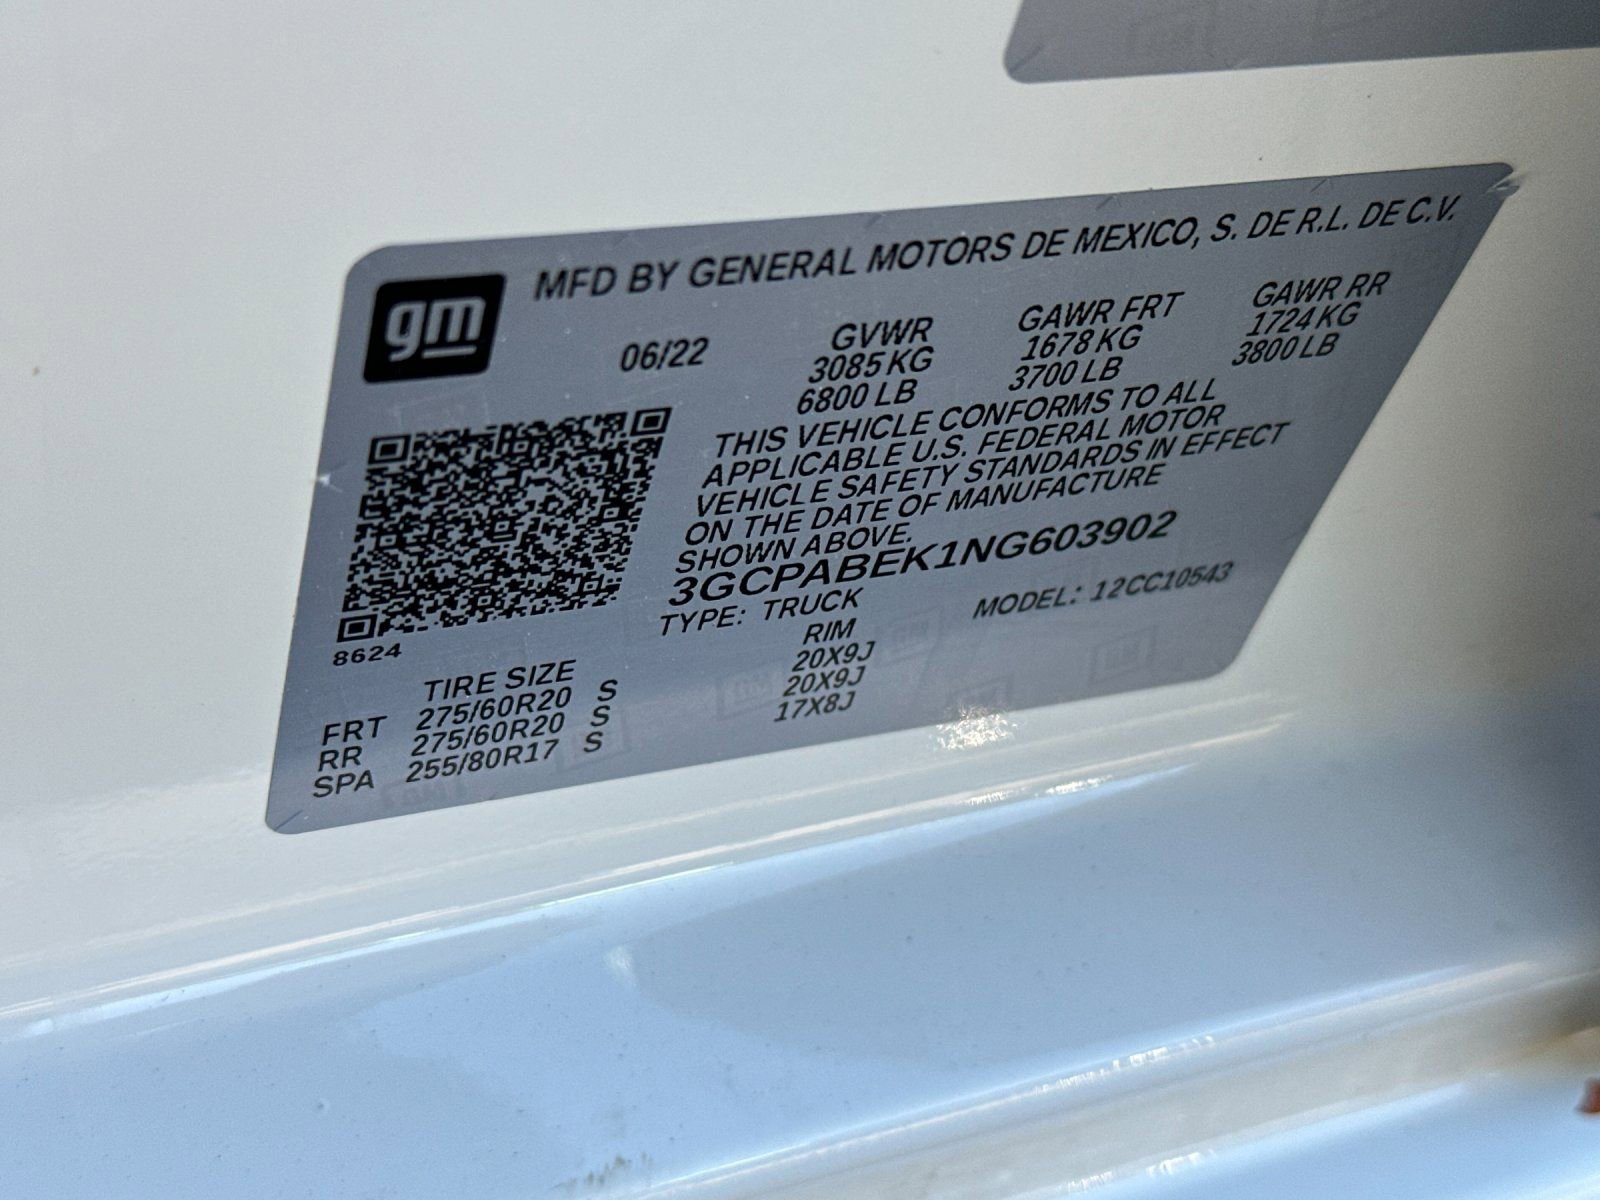 MFD BY GENERAL MOTORS DE MEXICO, S. DE R.L. DE C.V.
gm
06/22 GVWR GAWR FRT GAWR RR
3085 KG 1678 KG 1724 KG
6800 LB 3700 LB 3800 LB
THIS VEHICLE CONFORMS TO ALL
APPLICABLE U.S. FEDERAL MOTOR
VEHICLE SAFETY STANDARDS IN EFFECT
ON THE DATE OF MANUFACTURE
SHOWN ABOVE.
3GCPABEK1NG603902
TYPE: TRUCK MODEL: 12CC10543
8624
TIRE SIZE RIM
FRT 275/60R20 S 20X9J
RR 275/60R20 S 20X9J
SPA 255/80R17 S 17X8J